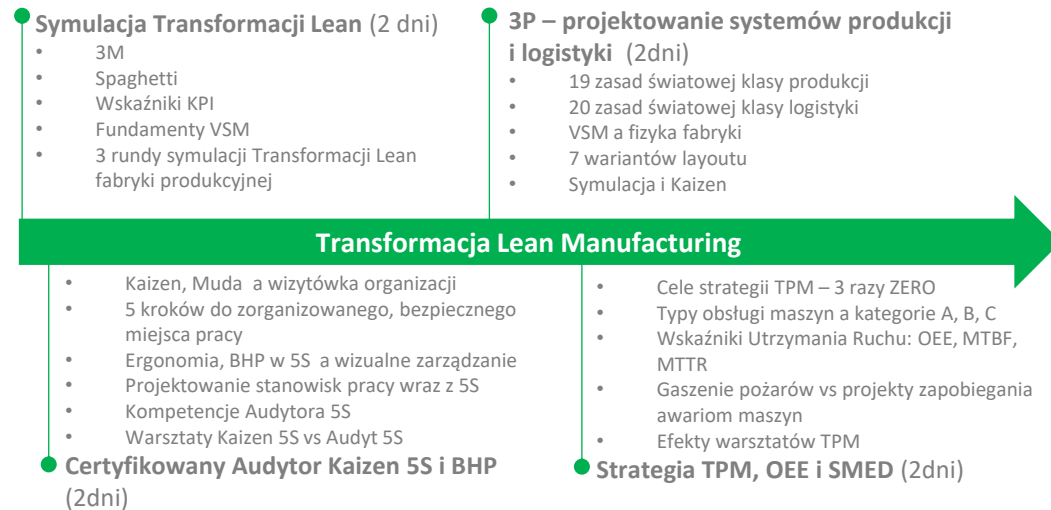 Symulacja Transformacji Lean (2 dni)
• 3M
• Spaghetti
• Wskaźniki KPI
• Fundamenty VSM
• 3 rundy symulacji Transformacji Lean
fabryki produkcyjnej
3P – projektowanie systemów produkcji
i logistyki (2dni)
• 19 zasad światowej klasy produkcji
• 20 zasad światowej klasy logistyki
• VSM a fizyka fabryki
• 7 wariantów layoutu
• Symulacja i Kaizen
Transformacja Lean Manufacturing
• Kaizen, Muda a wizytówka organizacji
• 5 kroków do zorganizowanego, bezpiecznego
miejsca pracy
• Ergonomia, BHP w 5S a wizualne zarządzanie
• Projektowanie stanowisk pracy wraz z 5S
• Kompetencje Audytora 5S
• Warsztaty Kaizen 5S vs Audyt 5S
Certyfikowany Audytor Kaizen 5S i BHP
(2dni)
• Cele strategii TPM – 3 razy ZERO
• Typy obsługi maszyn a kategorie A, B, C
• Wskaźniki Utrzymania Ruchu: OEE, MTBF,
MTTR
• Gaszenie pożarów vs projekty zapobiegania
awariom maszyn
• Efekty warsztatów TPM
Strategia TPM, OEE i SMED (2dni)